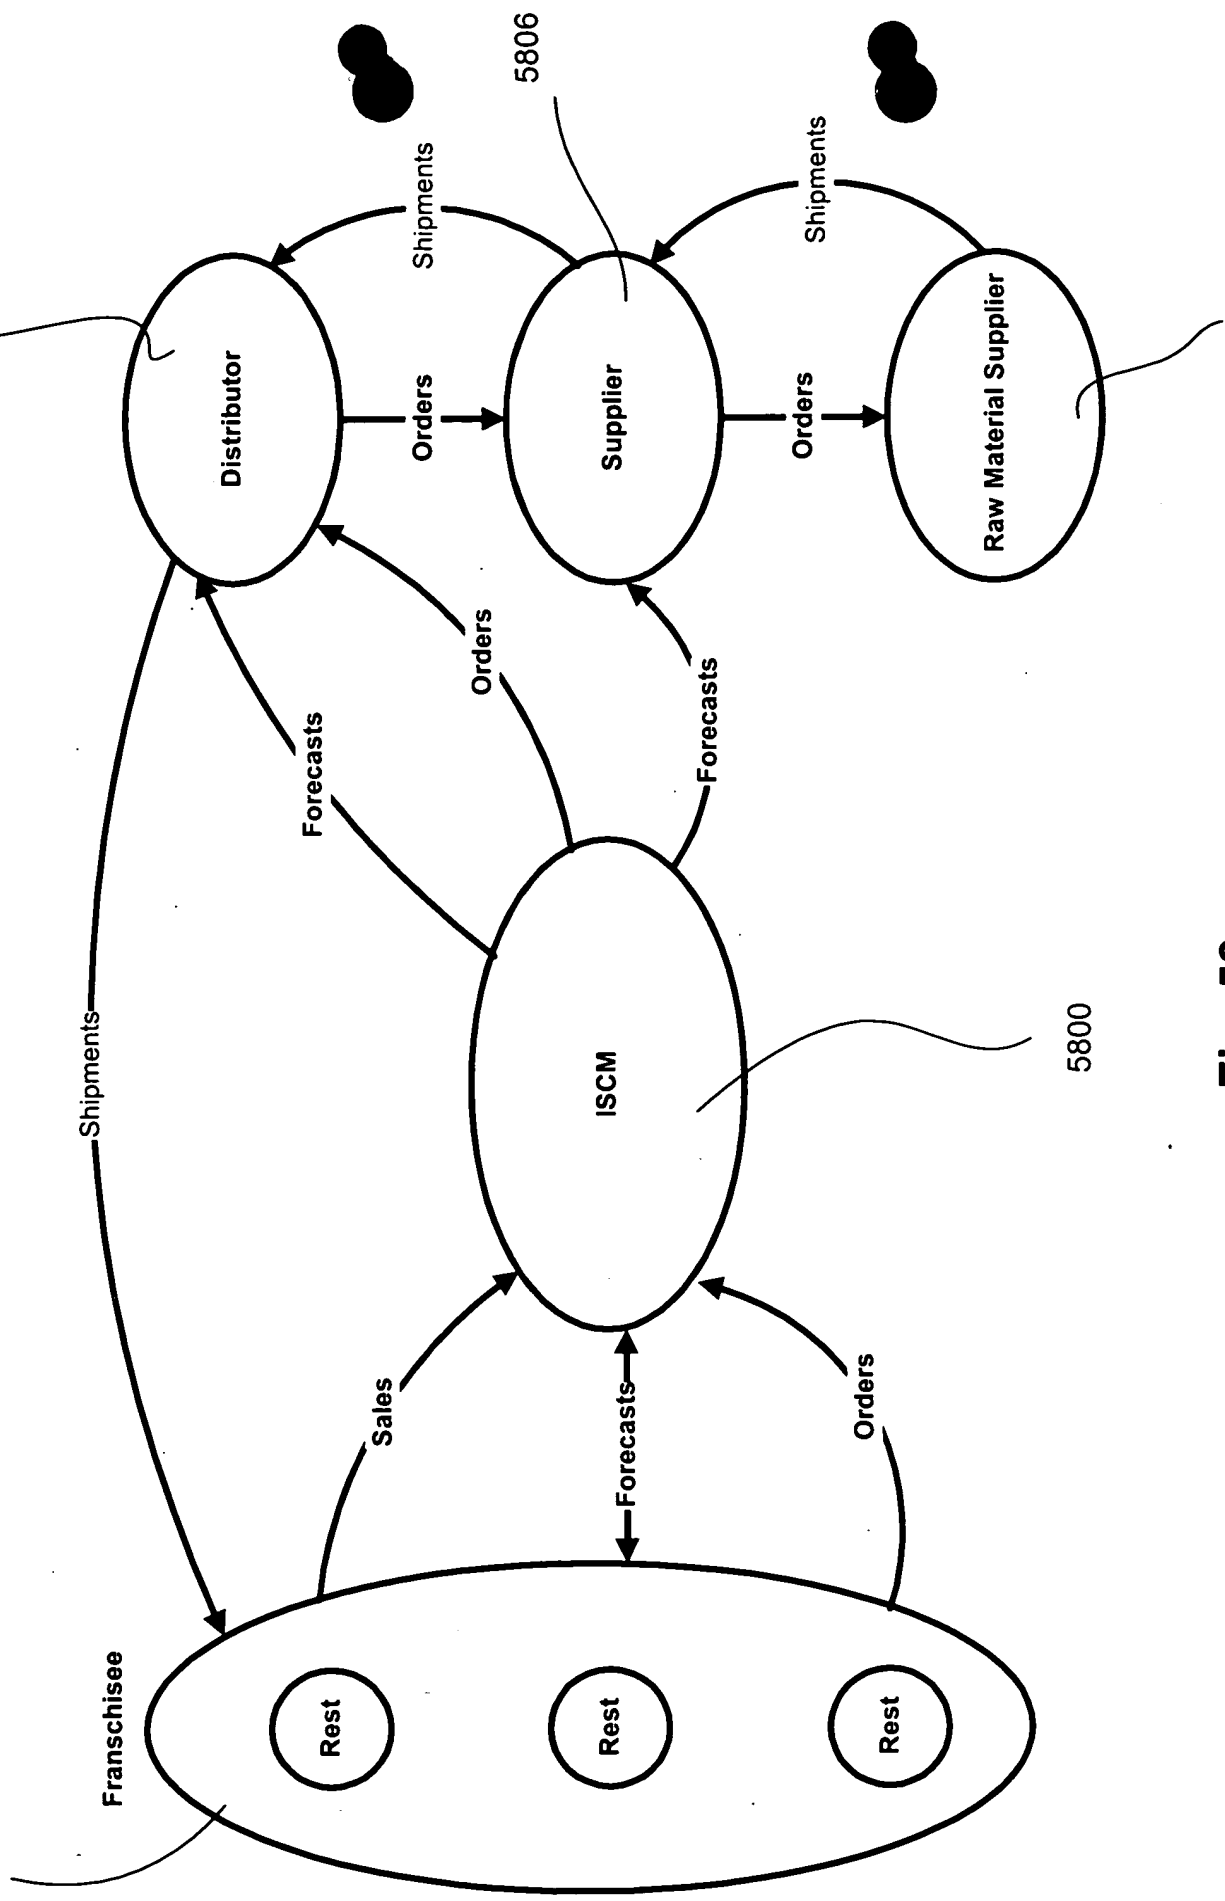 Franschisee
Rest
Rest
Rest
Shipments
Sales
Forecasts
Orders
ISCM
5800
Forecasts
Orders
Forecasts
Distributor
Orders
Shipments
Supplier
5806
Orders
Shipments
Raw Material Supplier